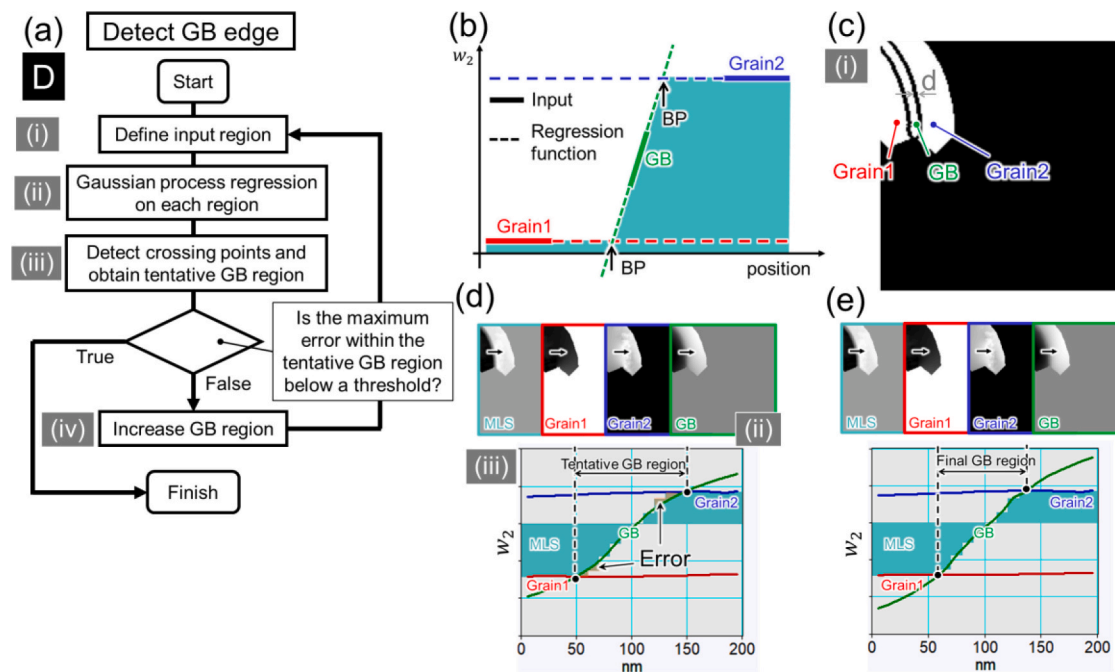 (a)
Detect GB edge
D
Start
(i)
Define input region
(ii)
Gaussian process regression
on each region
(iii)
Detect crossing points and
obtain tentative GB region
True
False
Is the maximum
error within the
tentative GB region
below a threshold?
(iv)
Increase GB region
Finish
(b)
w2
Grain2
Input
Regression
function
BP
GB
Grain1
BP
position
(c)
(i)
d
Grain1
GB
Grain2
(d)
MLS
Grain1
Grain2
GB
(ii)
(iii)
Tentative GB region
Grain2
MLS
GB
Error
Grain1
w2
0
50
100
150
200
nm
(e)
MLS
Grain1
Grain2
GB
Final GB region
Grain2
MLS
GB
Grain1
w2
0
50
100
150
200
nm